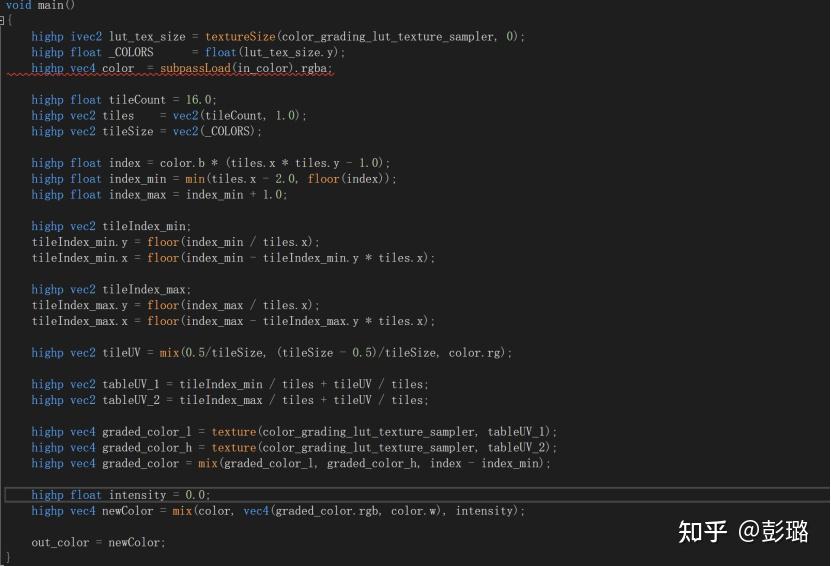 void main()
{
highp ivec2 lut_tex_size = textureSize(color_grading_lut_texture_sampler, 0);
highp float _COLORS = float(lut_tex_size.y);
highp vec4 color = subpassLoad(in_color).rgba;
highp float tileCount = 16.0;
highp vec2 tiles = vec2(tileCount, 1.0);
highp vec2 tileSize = vec2(_COLORS);
highp float index = color.b * (tiles.x * tiles.y - 1.0);
highp float index_min = min(tiles.x - 2.0, floor(index));
highp float index_max = index_min + 1.0;
highp vec2 tileIndex_min;
tileIndex_min.y = floor(index_min / tiles.x);
tileIndex_min.x = floor(index_min - tileIndex_min.y * tiles.x);
highp vec2 tileIndex_max;
tileIndex_max.y = floor(index_max / tiles.x);
tileIndex_max.x = floor(index_max - tileIndex_max.y * tiles.x);
highp vec2 tileUV = mix(0.5/tileSize, (tileSize - 0.5)/tileSize, color.rg);
highp vec2 tableUV_1 = tileIndex_min / tiles + tileUV / tiles;
highp vec2 tableUV_2 = tileIndex_max / tiles + tileUV / tiles;
highp vec4 graded_color_l = texture(color_grading_lut_texture_sampler, tableUV_1);
highp vec4 graded_color_h = texture(color_grading_lut_texture_sampler, tableUV_2);
highp vec4 graded_color = mix(graded_color_l, graded_color_h, index - index_min);
highp float intensity = 0.0;
highp vec4 newColor = mix(color, vec4(graded_color.rgb, color.w), intensity);
out_color = newColor;
}
知乎 @彭璐